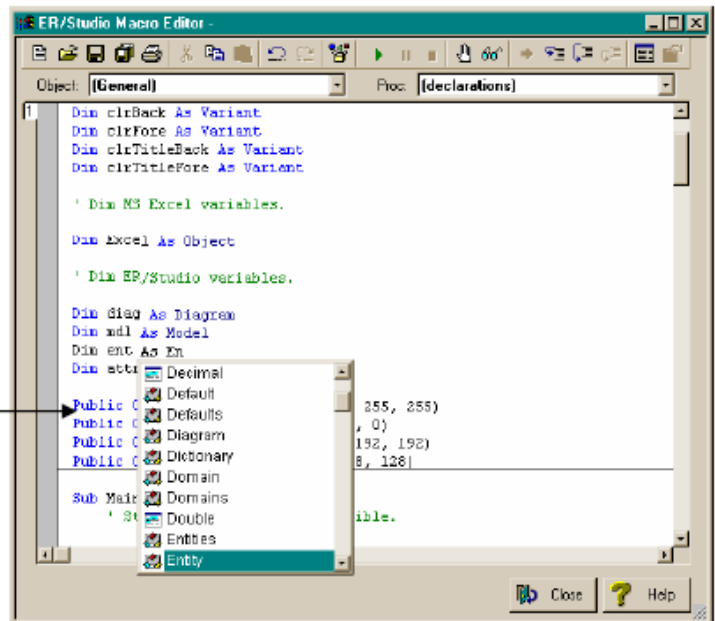 ER/Studio Macro Editor -
Object: (General) Proc: (declarations)
1
Dim clrBack As Variant
Dim clrFore As Variant
Dim clrTitleBack As Variant
Dim clrTitleFore As Variant
' Dim MS Excel variables.
Dim Excel As Object
' Dim ER/Studio variables.
Dim diag As Diagram
Dim mdl As Model
Dim ent As En
Dim attr
Public C 255, 255)
Public C , 0)
Public C 192, 192)
Public C 8, 128)
Sub Mai
' St ible.
Decimal
Default
Defaults
Diagram
Dictionary
Domain
Domains
Double
Entities
Entity
Close
Help